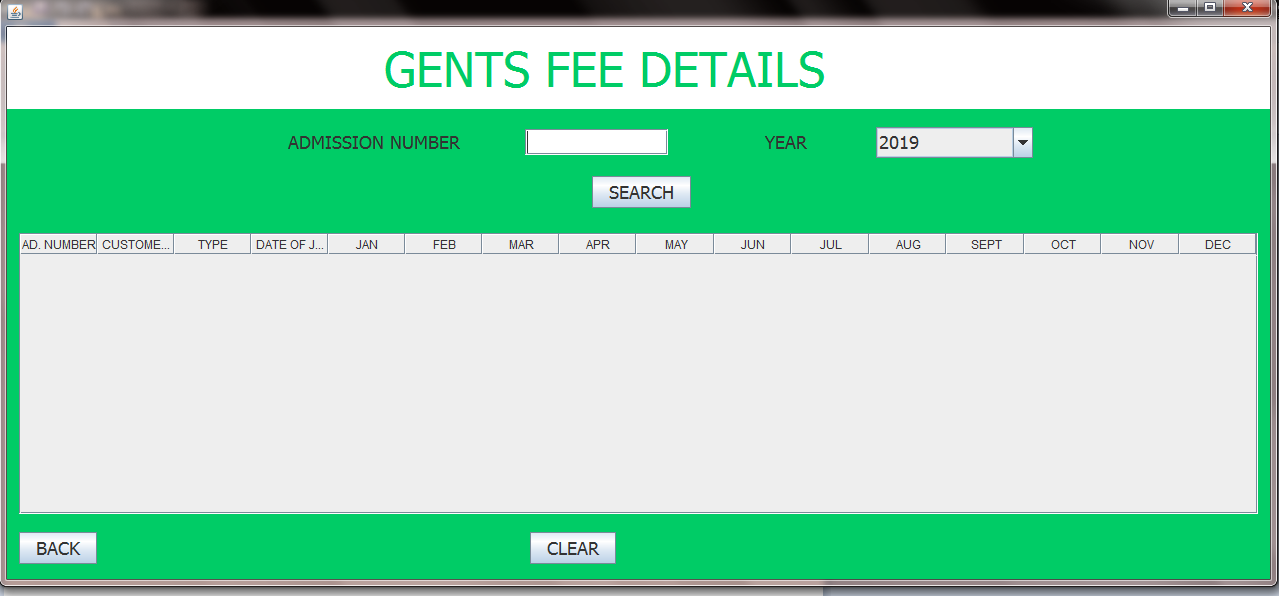 GENTS FEE DETAILS
ADMISSION NUMBER YEAR 2019
SEARCH
AD. NUMBER CUSTOME... TYPE DATE OF J... JAN FEB MAR APR MAY JUN JUL AUG SEPT OCT NOV DEC
BACK CLEAR